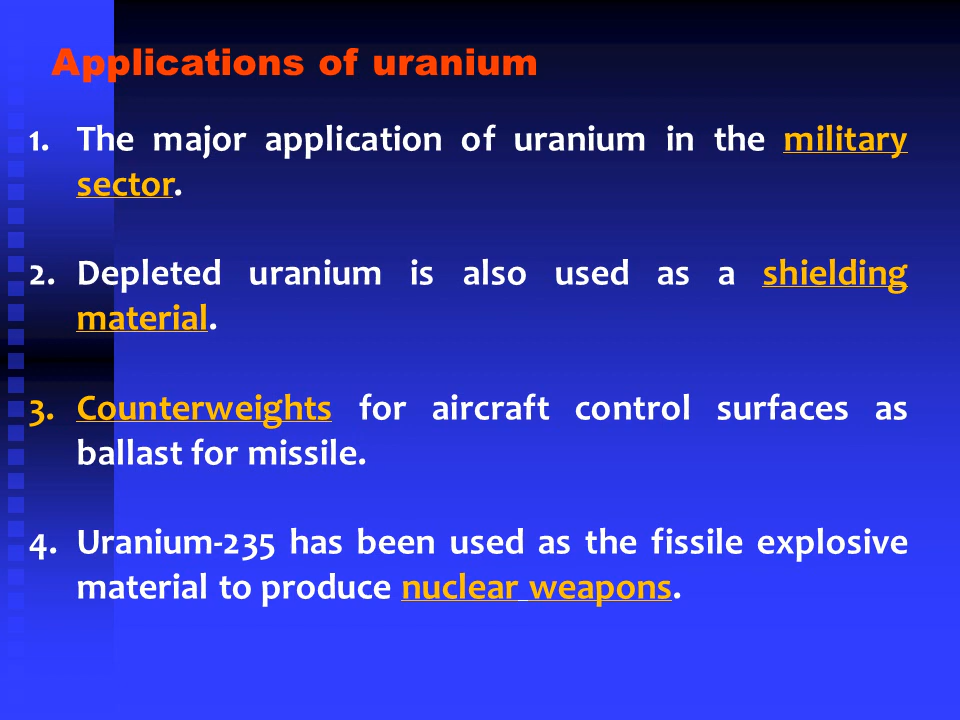 Applications of uranium
1. The major application of uranium in the military
sector.
2. Depleted uranium is also used as a shielding
material.
3. Counterweights for aircraft control surfaces as
ballast for missile.
4. Uranium-235 has been used as the fissile explosive
material to produce nuclear weapons.